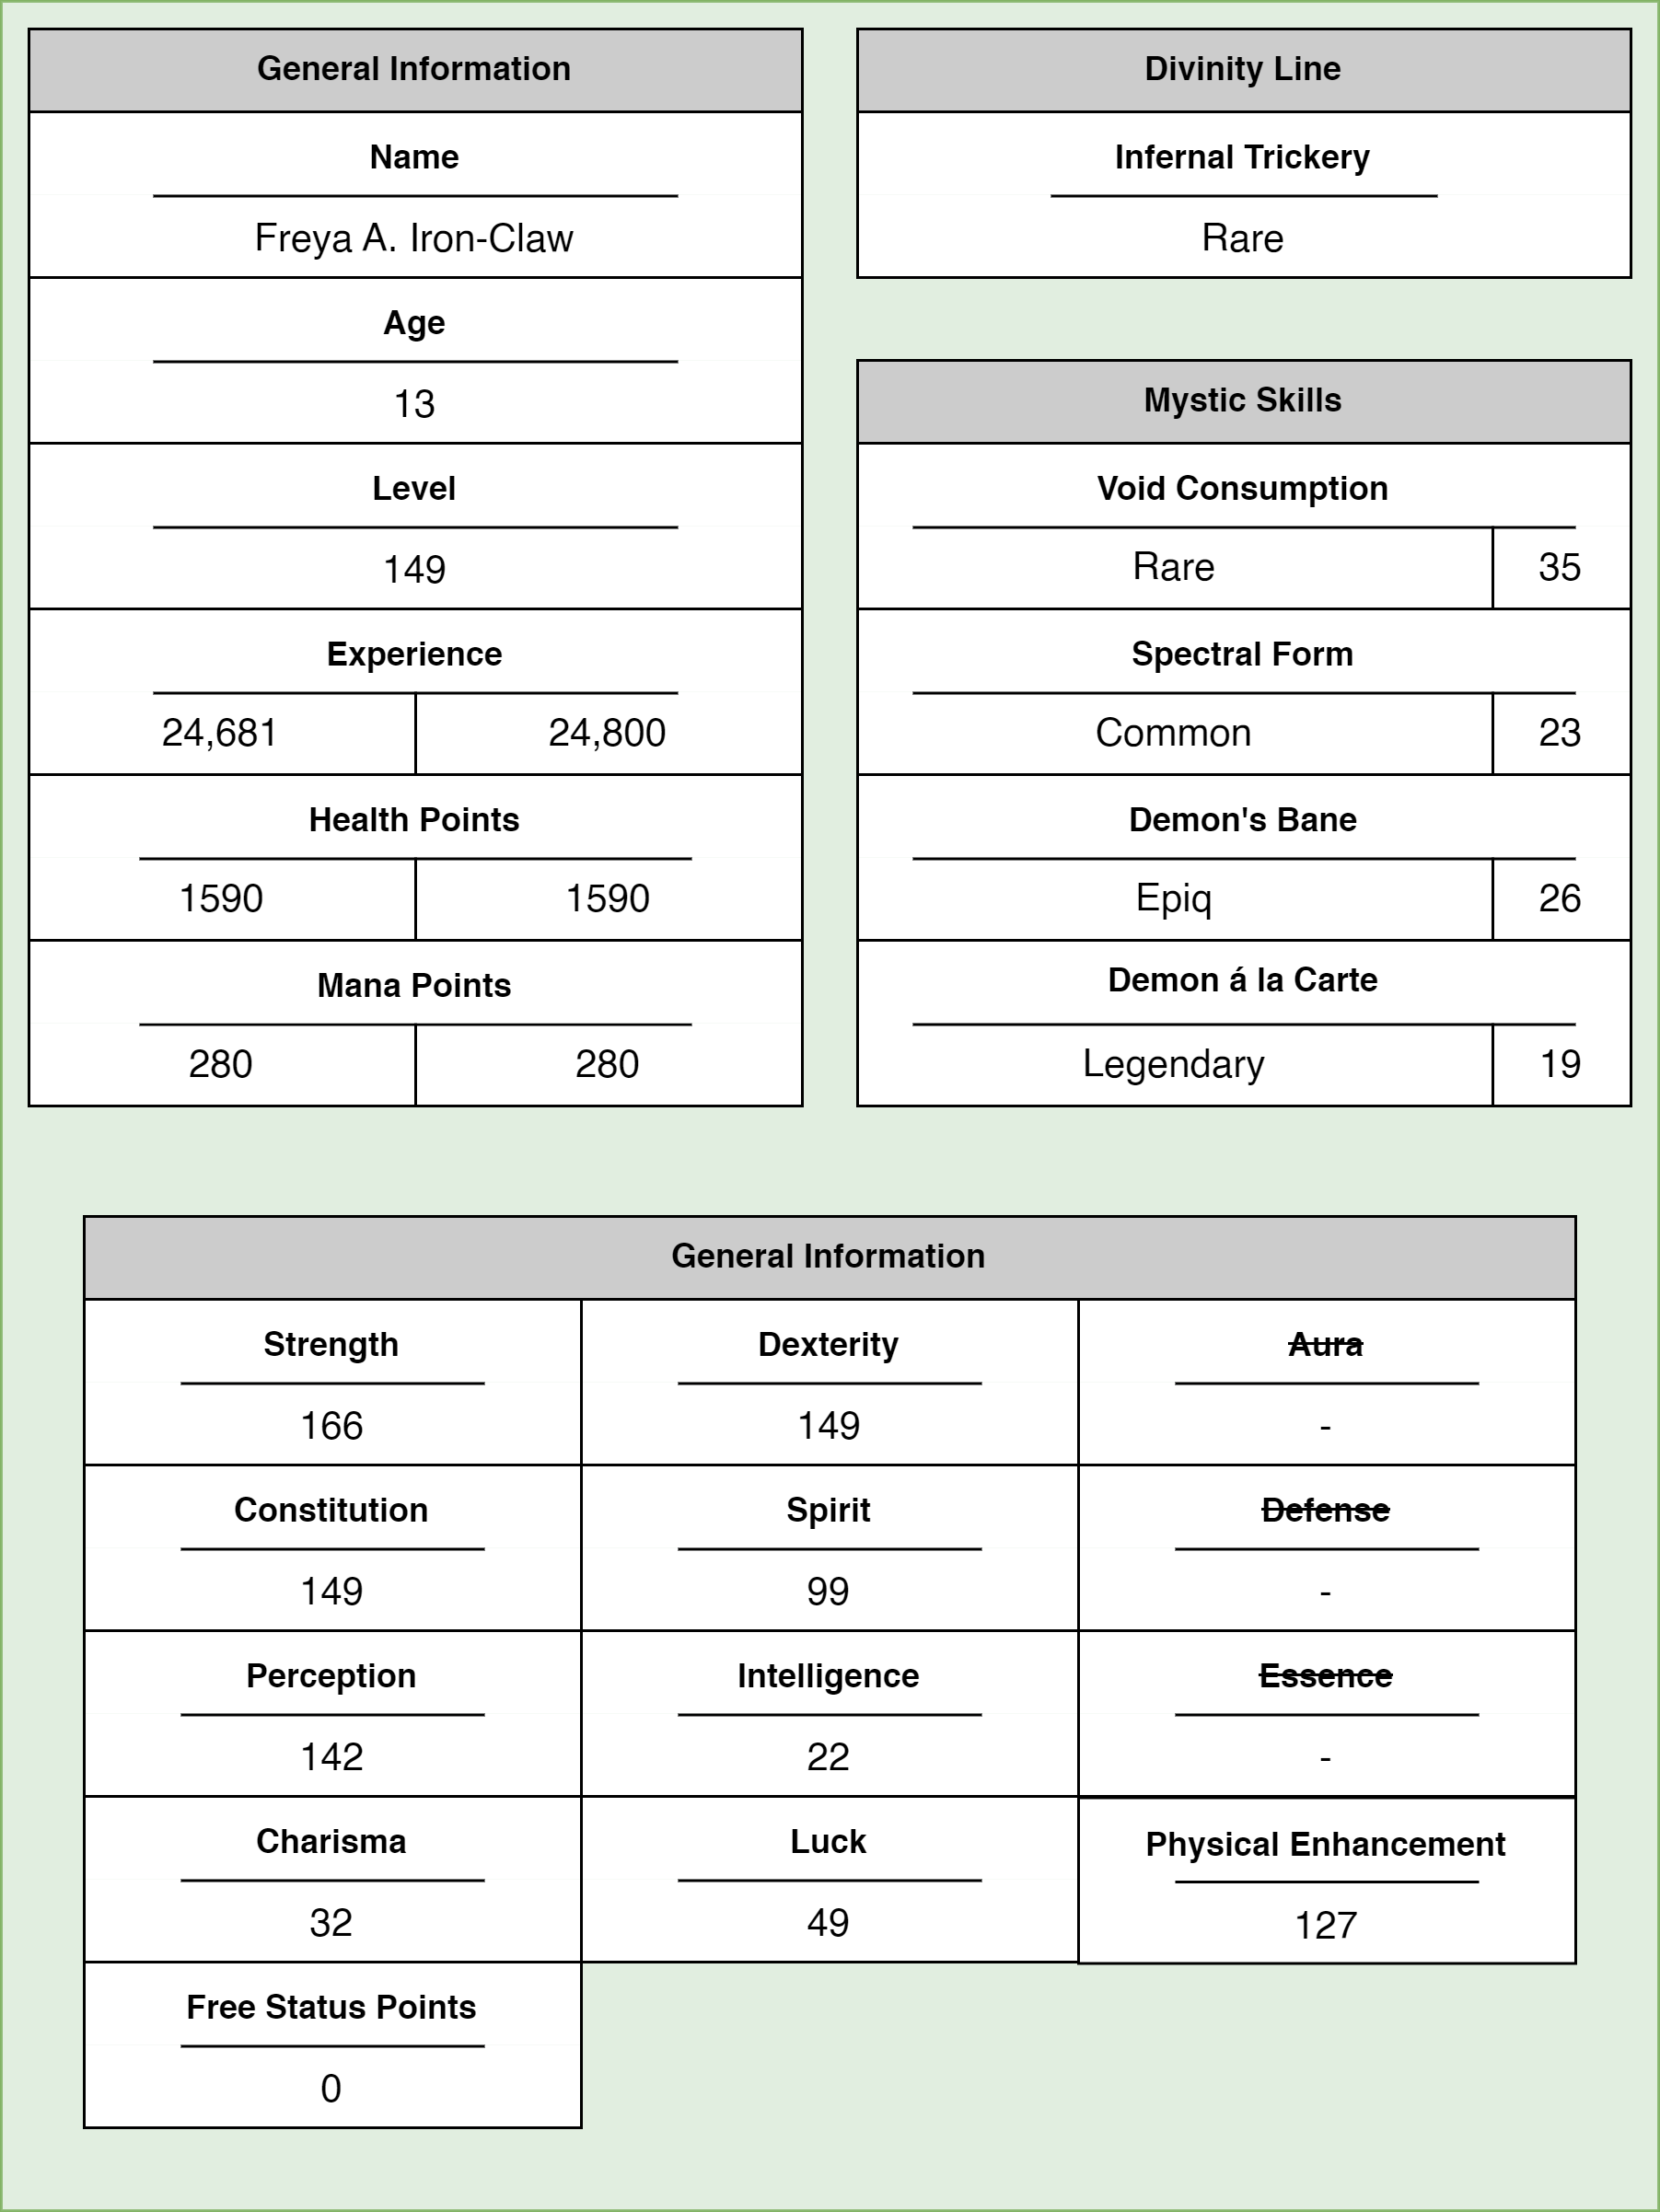 General Information
Name
Freya A. Iron-Claw
Age
13
Level
149
Experience
24,681 24,800
Health Points
1590 1590
Mana Points
280 280
Divinity Line
Infernal Trickery
Rare
Mystic Skills
Void Consumption
Rare 35
Spectral Form
Common 23
Demon's Bane
Epiq 26
Demon á la Carte
Legendary 19
General Information
Strength Dexterity Aura
166 149 -
Constitution Spirit Defense
149 99 -
Perception Intelligence Essence
142 22 -
Charisma Luck Physical Enhancement
32 49 127
Free Status Points
0